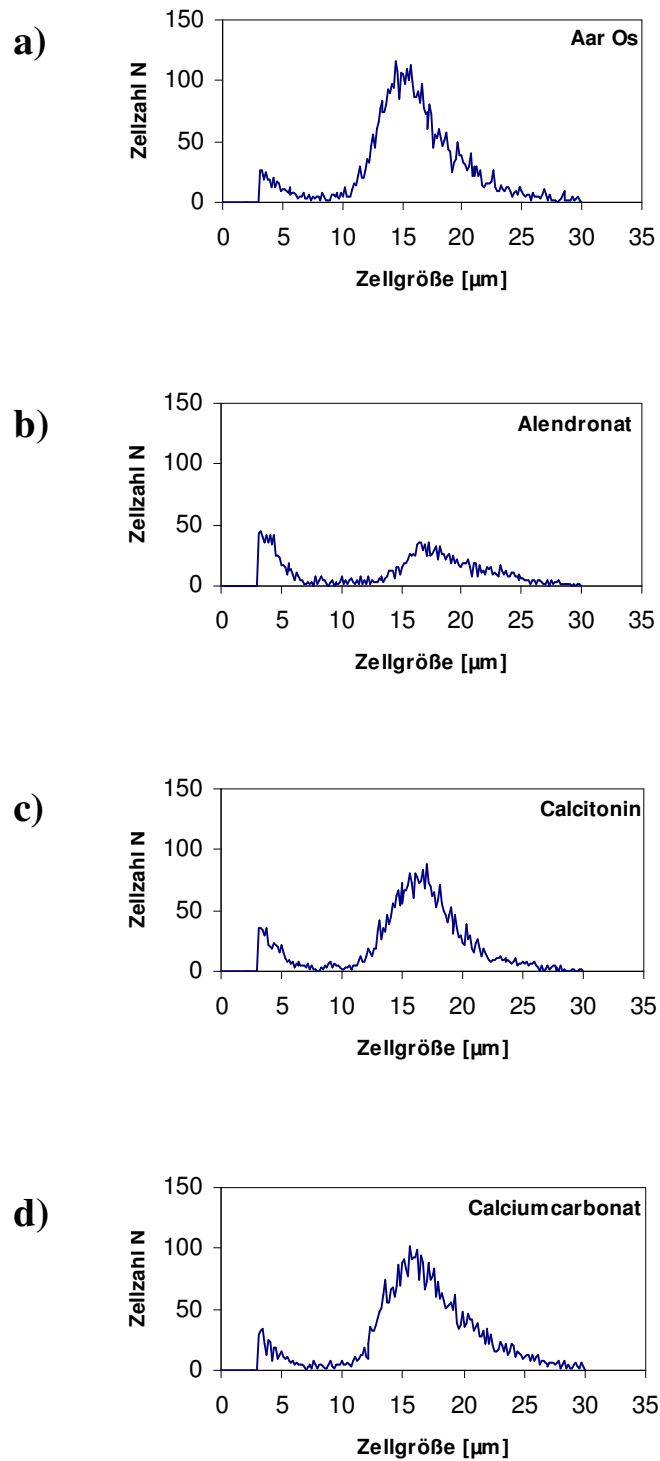 a)
Aar Os
Zellzahl N
150
100
50
0
0 5 10 15 20 25 30 35
Zellgröße [µm]
b)
Alendronat
Zellzahl N
150
100
50
0
0 5 10 15 20 25 30 35
Zellgröße [µm]
c)
Calcitonin
Zellzahl N
150
100
50
0
0 5 10 15 20 25 30 35
Zellgröße [µm]
d)
Calciumcarbonat
Zellzahl N
150
100
50
0
0 5 10 15 20 25 30 35
Zellgröße [µm]